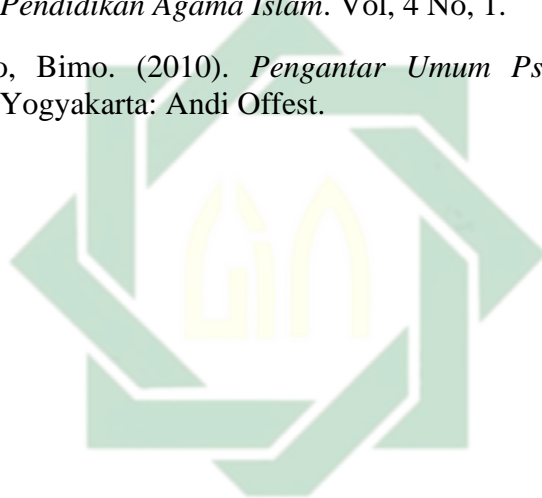 Pendidikan Agama Islam. Vol, 4 No, 1.
o, Bimo. (2010). Pengantar Umum Ps
Yogyakarta: Andi Offest.